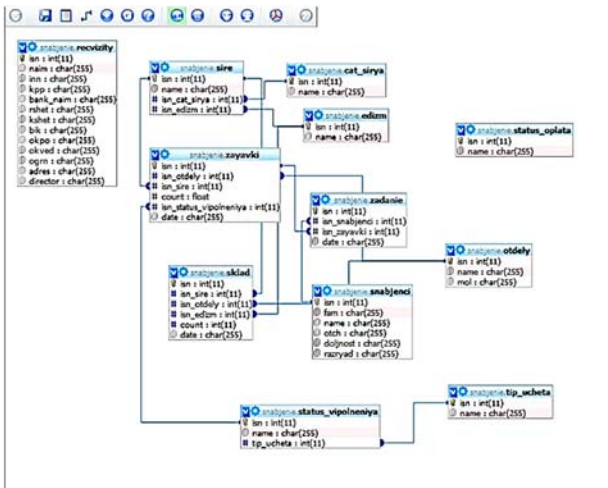 snabjenie.recvizity
isn : int(11)
naim : char(255)
inn : char(255)
kpp : char(255)
bank_naim : char(255)
rshet : char(255)
kshet : char(255)
bik : char(255)
okpo : char(255)
okved : char(255)
ogrn : char(255)
adres : char(255)
director : char(255)
snabjenie.sire
isn : int(11)
name : char(255)
# isn_cat_sirya : int(11)
# isn_edizm : int(11)
snabjenie.cat_sirya
isn : int(11)
name : char(255)
snabjenie.edizm
isn : int(11)
name : char(255)
snabjenie.status_oplata
isn : int(11)
name : char(255)
snabjenie.zayavki
isn : int(11)
# isn_otdely : int(11)
# isn_sire : int(11)
# count : float
# isn_status_vipolneniya : int(11)
date : char(255)
snabjenie.zadanie
isn : int(11)
# isn_snabjenci : int(11)
# isn_zayavki : int(11)
date : char(255)
snabjenie.otdely
isn : int(11)
name : char(255)
mol : char(255)
snabjenie.sklad
isn : int(11)
# isn_sire : int(11)
# isn_otdely : int(11)
# isn_edizm : int(11)
# count : int(11)
date : char(255)
snabjenie.snabjenci
isn : int(11)
fam : char(255)
name : char(255)
otch : char(255)
doljnost : char(255)
razryad : char(255)
snabjenie.status_vipolneniya
isn : int(11)
name : char(255)
# tip_ucheta : int(11)
snabjenie.tip_ucheta
isn : int(11)
name : char(255)